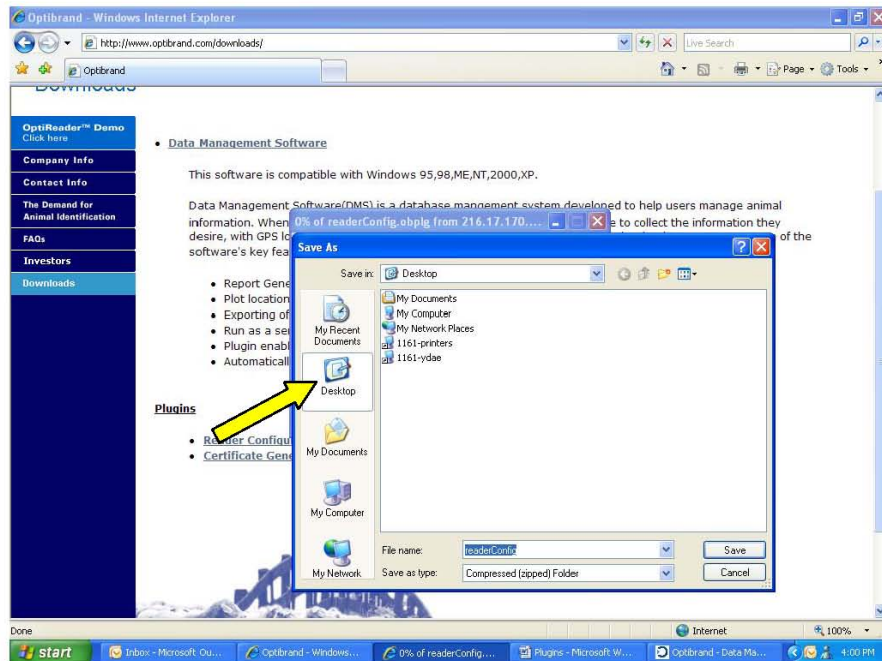 Optibrand - Windows Internet Explorer
http://www.optibrand.com/downloads/
Live Search
Optibrand
Page
Tools
Downloads
OptiReader™ Demo
Click here
Company Info
Contact Info
The Demand for
Animal Identification
FAQs
Investors
Downloads
Data Management Software
This software is compatible with Windows 95,98,ME,NT,2000,XP.
Data Management Software(DMS) is a database mangement system developed to help users manage animal
information. When
e to collect the information they
desire, with GPS lo
of the
software's key fea
Report Gene
Plot location
Exporting of
Run as a se
Plugin enabl
Automaticall
Plugins
Reader Configu
Certificate Gene
0% of readerConfig.obplg from 216.17.170....
Save As
Save in:
Desktop
My Recent
Documents
Desktop
My Documents
My Computer
My Network
My Documents
My Computer
My Network Places
1161-printers
1161-ydae
File name:
readerConfig
Save
Save as type:
Compressed (zipped) Folder
Cancel
Done
Internet
100%
start
Inbox - Microsoft Ou...
Optibrand - Windows...
0% of readerConfig....
Plugins - Microsoft W...
Optibrand - Data Ma...
4:00 PM